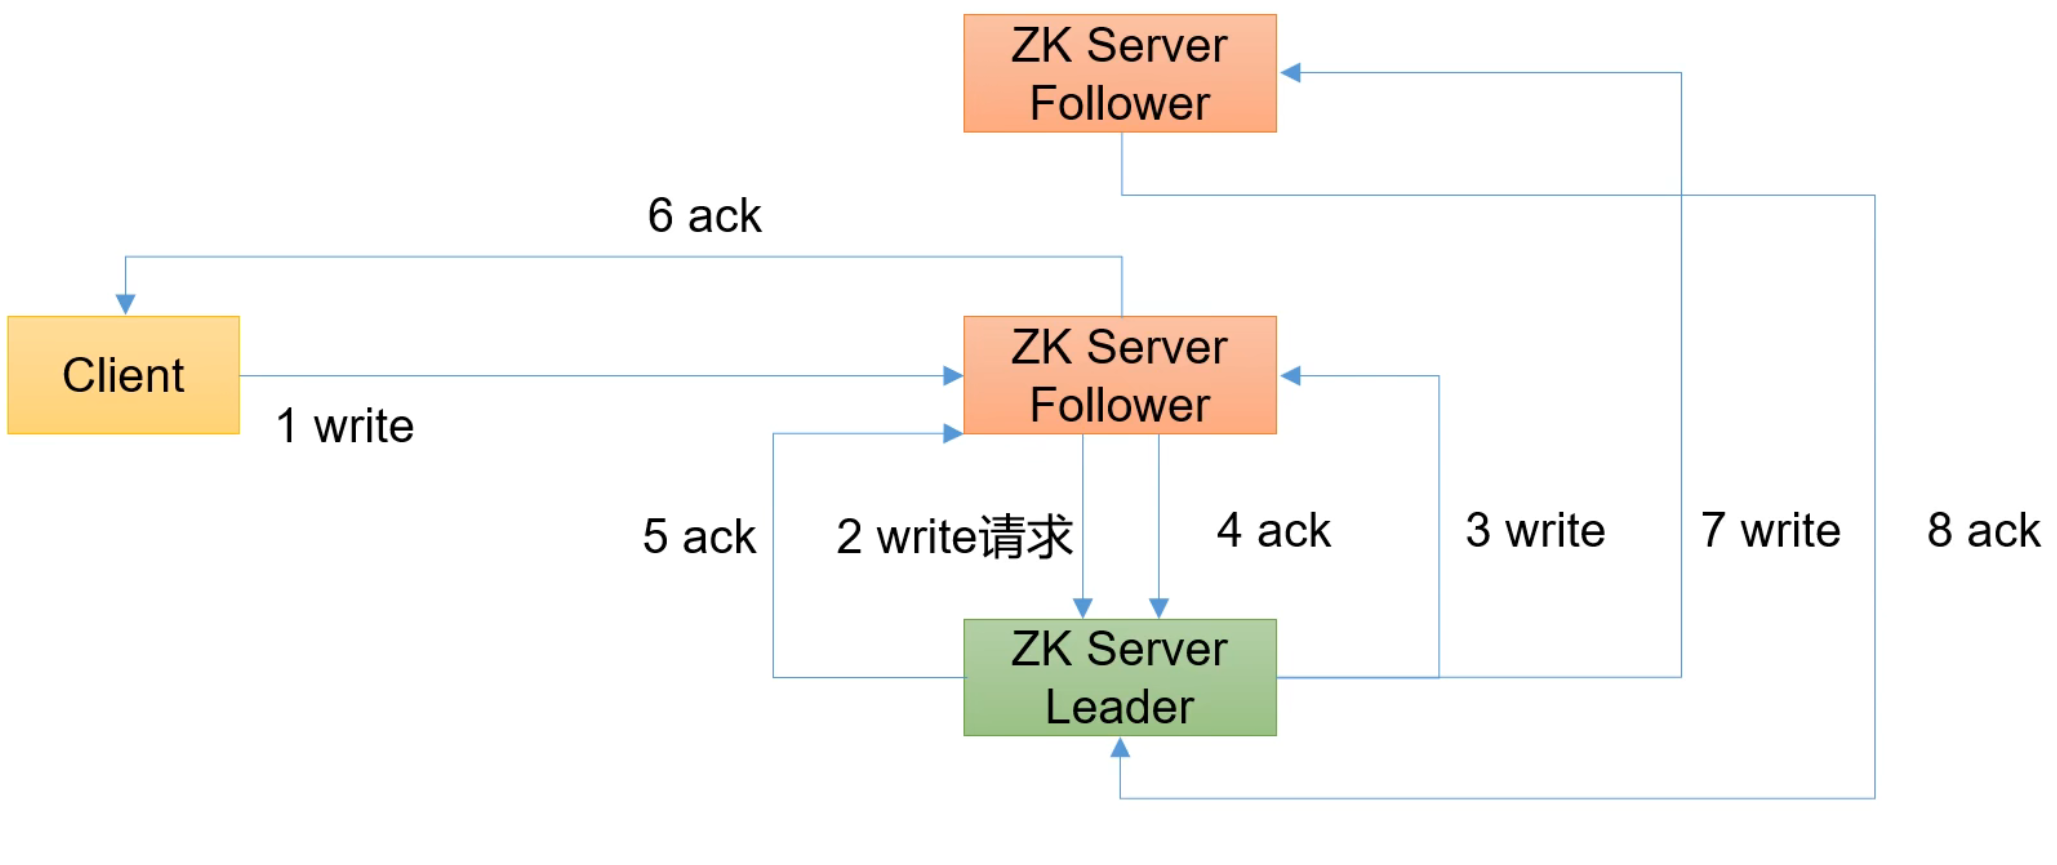 ZK Server
Follower
6 ack
Client
1 write
ZK Server
Follower
5 ack
2 write请求
4 ack
3 write
7 write
8 ack
ZK Server
Leader